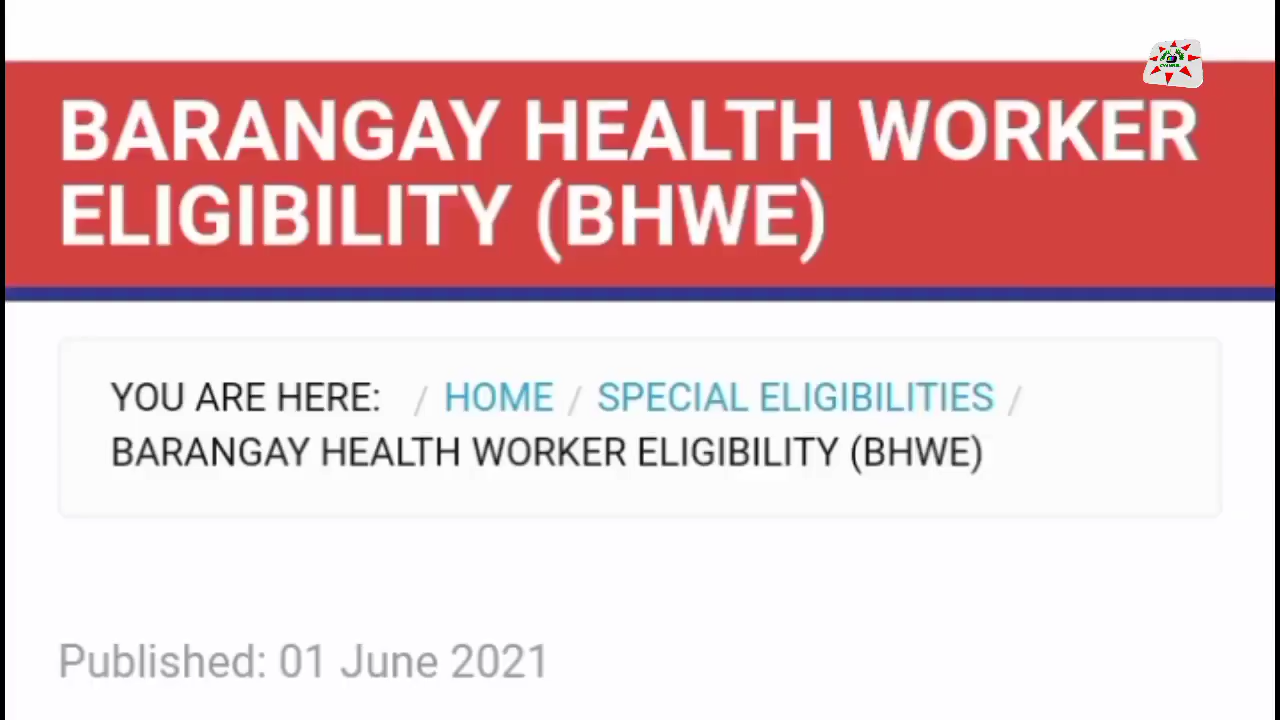 BARANGAY HEALTH WORKER
ELIGIBILITY (BHWE)
YOU ARE HERE: / HOME / SPECIAL ELIGIBILITIES /
BARANGAY HEALTH WORKER ELIGIBILITY (BHWE)
Published: 01 June 2021